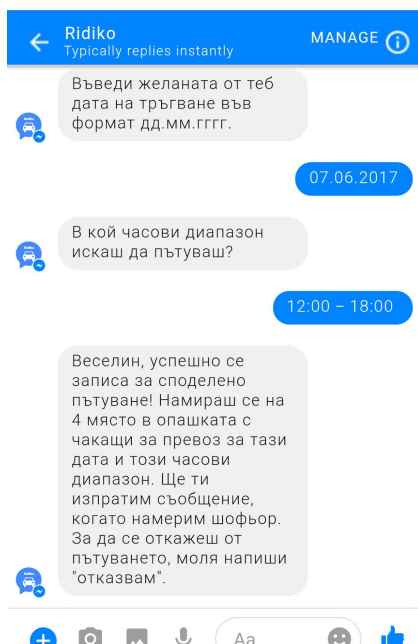 Ridiko
Typically replies instantly
MANAGE
Въведи желаната от теб
дата на тръгване във
формат дд.мм.гггг.
07.06.2017
В кой часови диапазон
искаш да пътуваш?
12:00 – 18:00
Веселин, успешно се
записа за споделено
пътуване! Намираш се на
4 място в опашката с
чакащи за превоз за тази
дата и този часови
диапазон. Ще ти
изпратим съобщение,
когато намерим шофьор.
За да се откажеш от
пътуването, моля напиши
"отказвам".
Aa